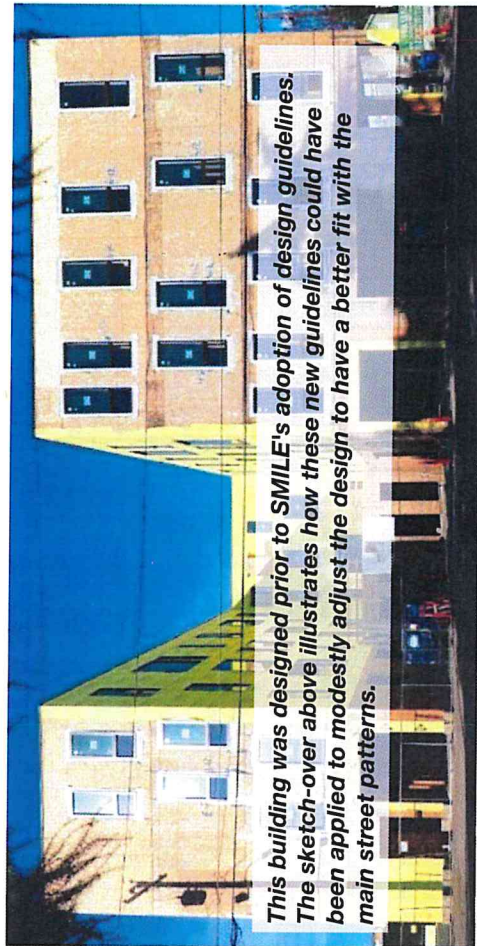 This building was designed prior to SMILE's adoption of design guidelines.
The sketch-over above illustrates how these new guidelines could have
been applied to modestly adjust the design to have a better fit with the
main street patterns.